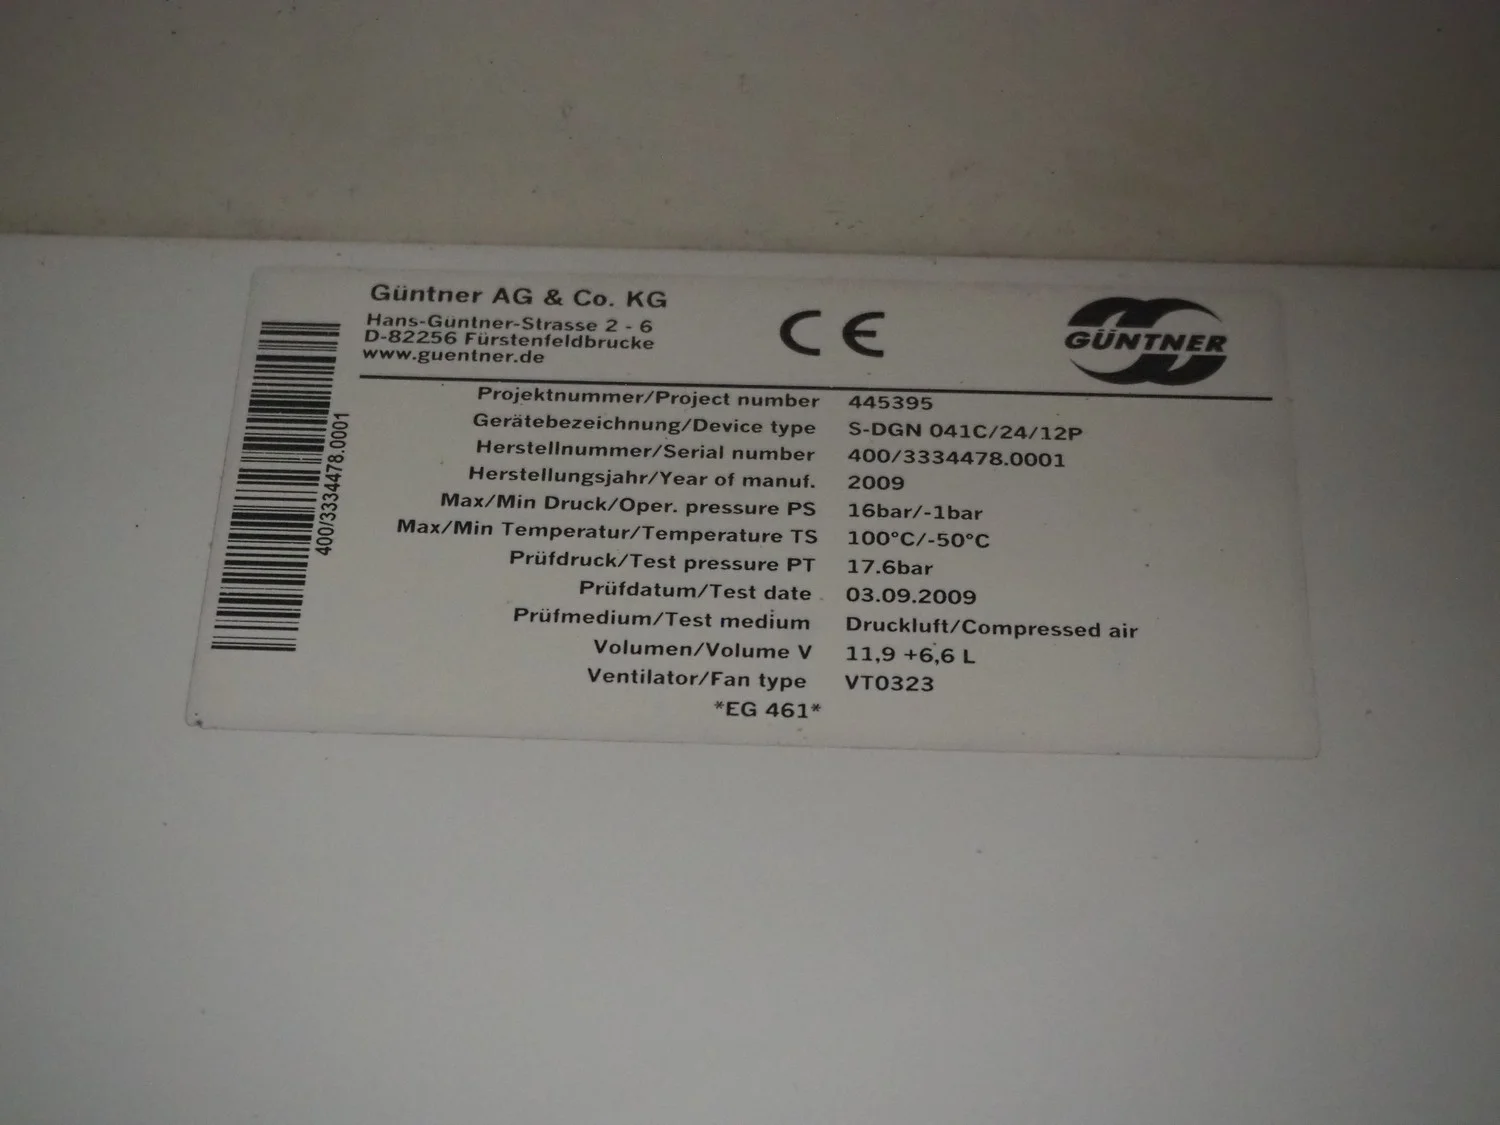 Güntner AG & Co. KG
Hans-Güntner-Strasse 2 - 6
D-82256 Fürstenfeldbrucke
www.guentner.de
CE
GÜNTNER
400/3334478.0001
Projektnummer/Project number 445395
Gerätebezeichnung/Device type S-DGN 041C/24/12P
Herstellnummer/Serial number 400/3334478.0001
Herstellungsjahr/Year of manuf. 2009
Max/Min Druck/Oper. pressure PS 16bar/-1bar
Max/Min Temperatur/Temperature TS 100°C/-50°C
Prüfdruck/Test pressure PT 17.6bar
Prüfdatum/Test date 03.09.2009
Prüfmedium/Test medium Druckluft/Compressed air
Volumen/Volume V 11,9 +6,6 L
Ventilator/Fan type VT0323
*EG 461*